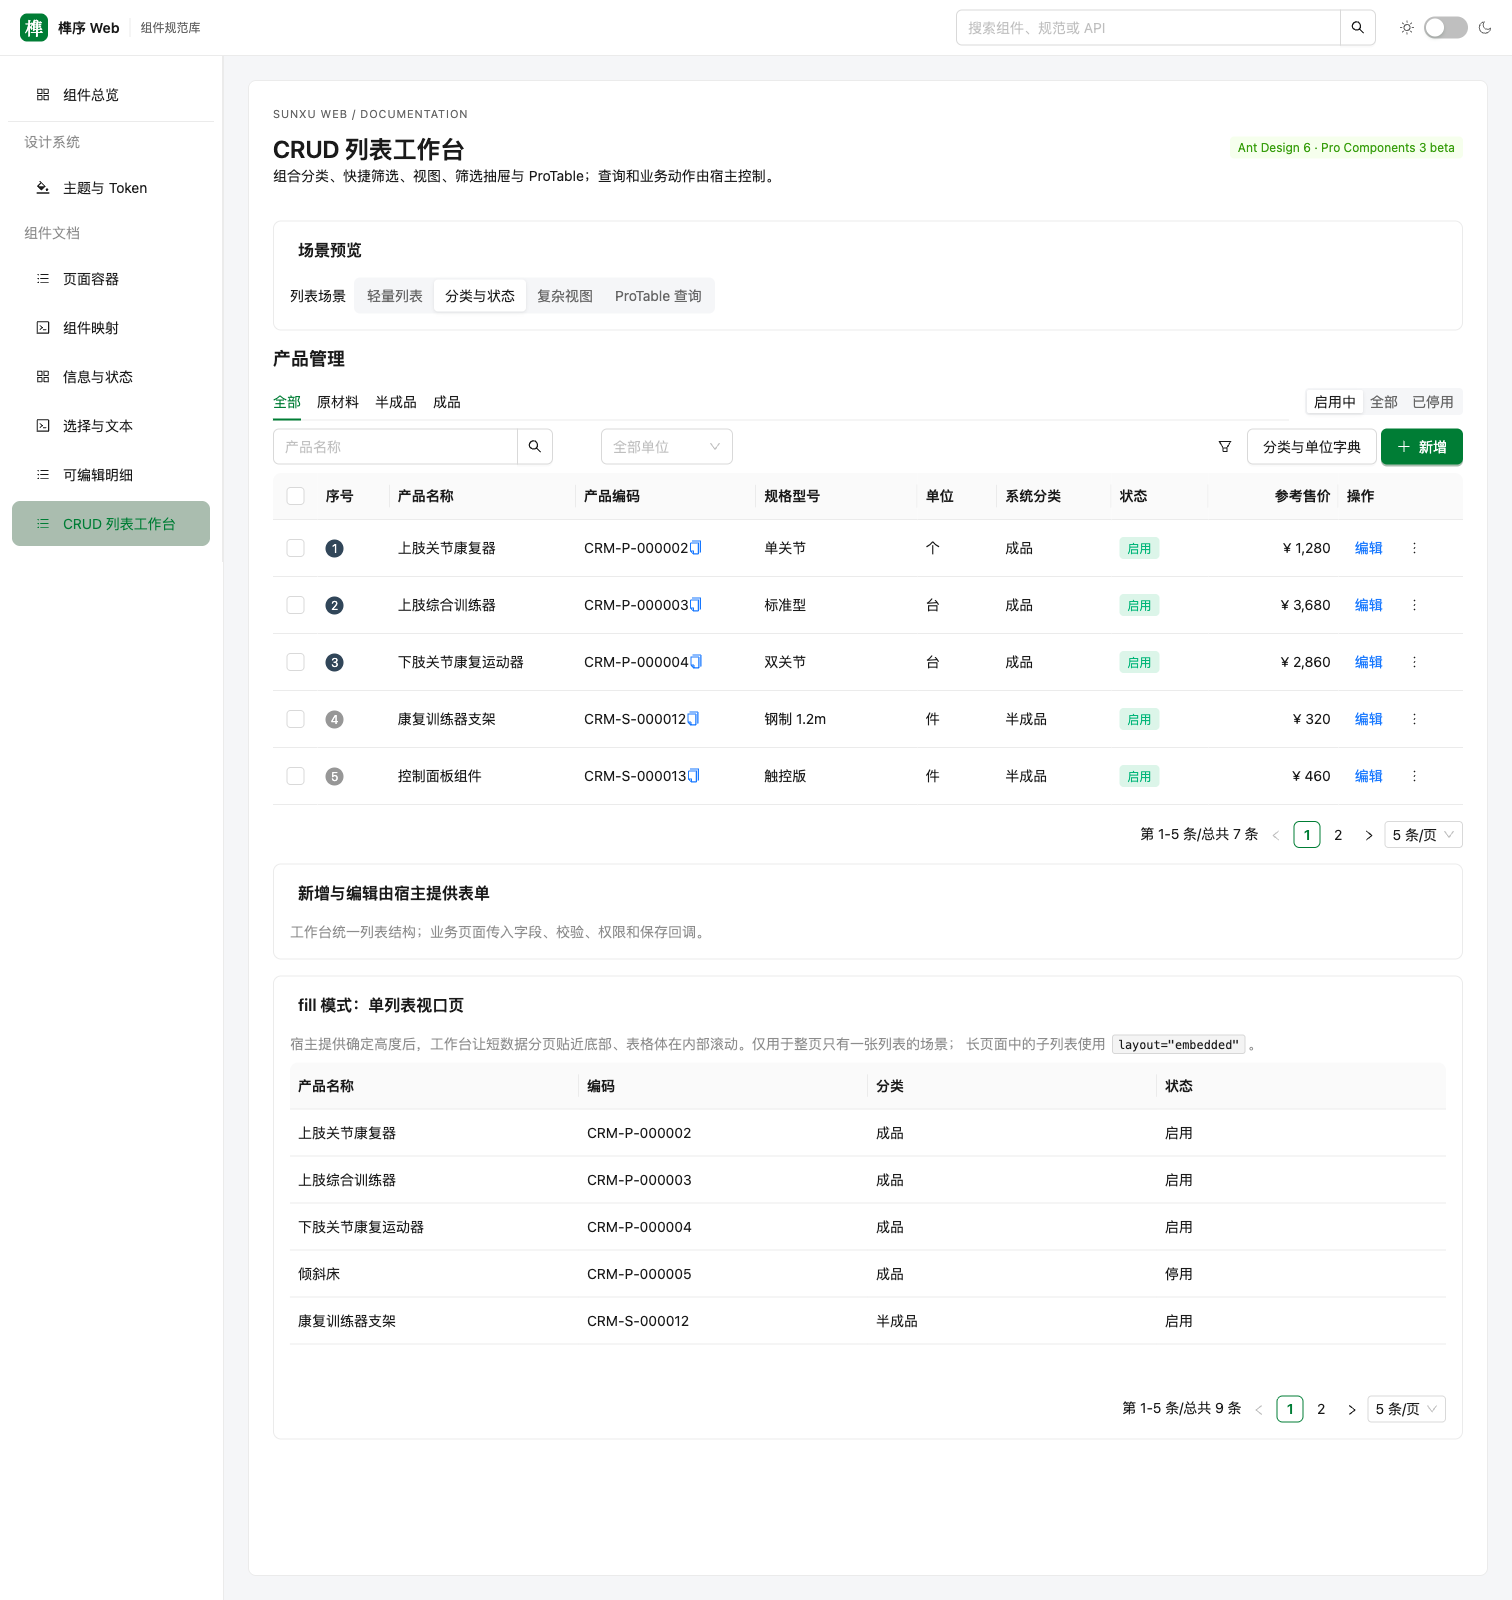 榫 榫序 Web 组件规范库
搜索组件、规范或 API
组件总览
设计系统
主题与 Token
组件文档
页面容器
组件映射
信息与状态
选择与文本
可编辑明细
CRUD 列表工作台
SUNXU WEB / DOCUMENTATION
CRUD 列表工作台
Ant Design 6 · Pro Components 3 beta
组合分类、快捷筛选、视图、筛选抽屉与 ProTable；查询和业务动作由宿主控制。
场景预览
列表场景 轻量列表 分类与状态 复杂视图 ProTable 查询
产品管理
全部 原材料 半成品 成品 启用中 全部 已停用
产品名称 全部单位 分类与单位字典 新增
序号 产品名称 产品编码 规格型号 单位 系统分类 状态 参考售价 操作
1 上肢关节康复器 CRM-P-000002 单关节 个 成品 启用 ¥ 1,280 编辑
2 上肢综合训练器 CRM-P-000003 标准型 台 成品 启用 ¥ 3,680 编辑
3 下肢关节康复运动器 CRM-P-000004 双关节 台 成品 启用 ¥ 2,860 编辑
4 康复训练器支架 CRM-S-000012 钢制 1.2m 件 半成品 启用 ¥ 320 编辑
5 控制面板组件 CRM-S-000013 触控版 件 半成品 启用 ¥ 460 编辑
第 1-5 条/总共 7 条 < 1 2 > 5 条/页
新增与编辑由宿主提供表单
工作台统一列表结构；业务页面传入字段、校验、权限和保存回调。
fill 模式：单列表视口页
宿主提供确定高度后，工作台让短数据分页贴近底部、表格体在内部滚动。仅用于整页只有一张列表的场景； 长页面中的子列表使用 layout="embedded" 。
产品名称 编码 分类 状态
上肢关节康复器 CRM-P-000002 成品 启用
上肢综合训练器 CRM-P-000003 成品 启用
下肢关节康复运动器 CRM-P-000004 成品 启用
倾斜床 CRM-P-000005 成品 停用
康复训练器支架 CRM-S-000012 半成品 启用
第 1-5 条/总共 9 条 < 1 2 > 5 条/页